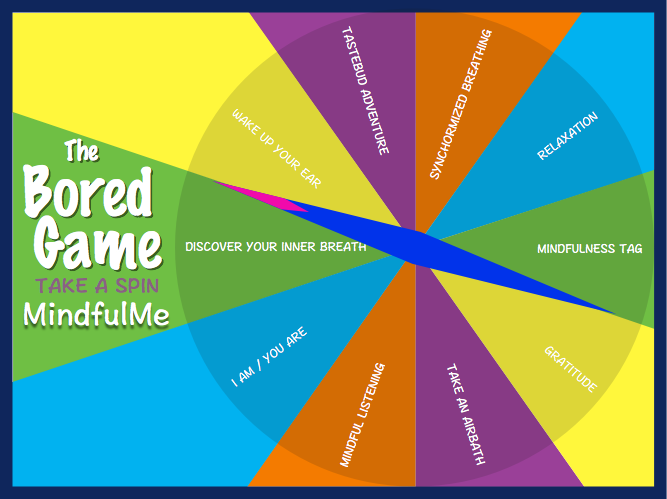 The
Bored
Game
TAKE A SPIN
MindfulMe
TASTEBUD ADVENTURE
SYNCHORMIZED BREATHING
WAKE UP YOUR EAR
RELAXATION
DISCOVER YOUR INNER BREATH
MINDFULNESS TAG
I AM / YOU ARE
GRATITUDE
MINDFUL LISTENING
TAKE AN AIRBATH